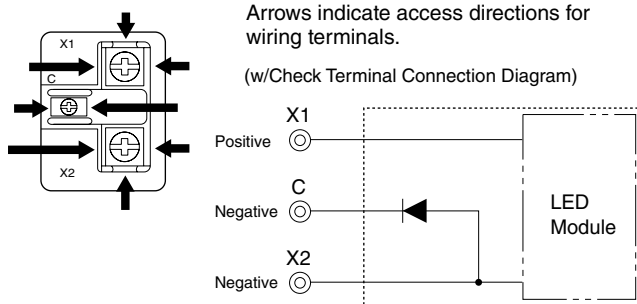 Arrows indicate access directions for
wiring terminals.
(w/Check Terminal Connection Diagram)
X1
C
X2
X1
Positive
C
Negative
X2
Negative
LED
Module